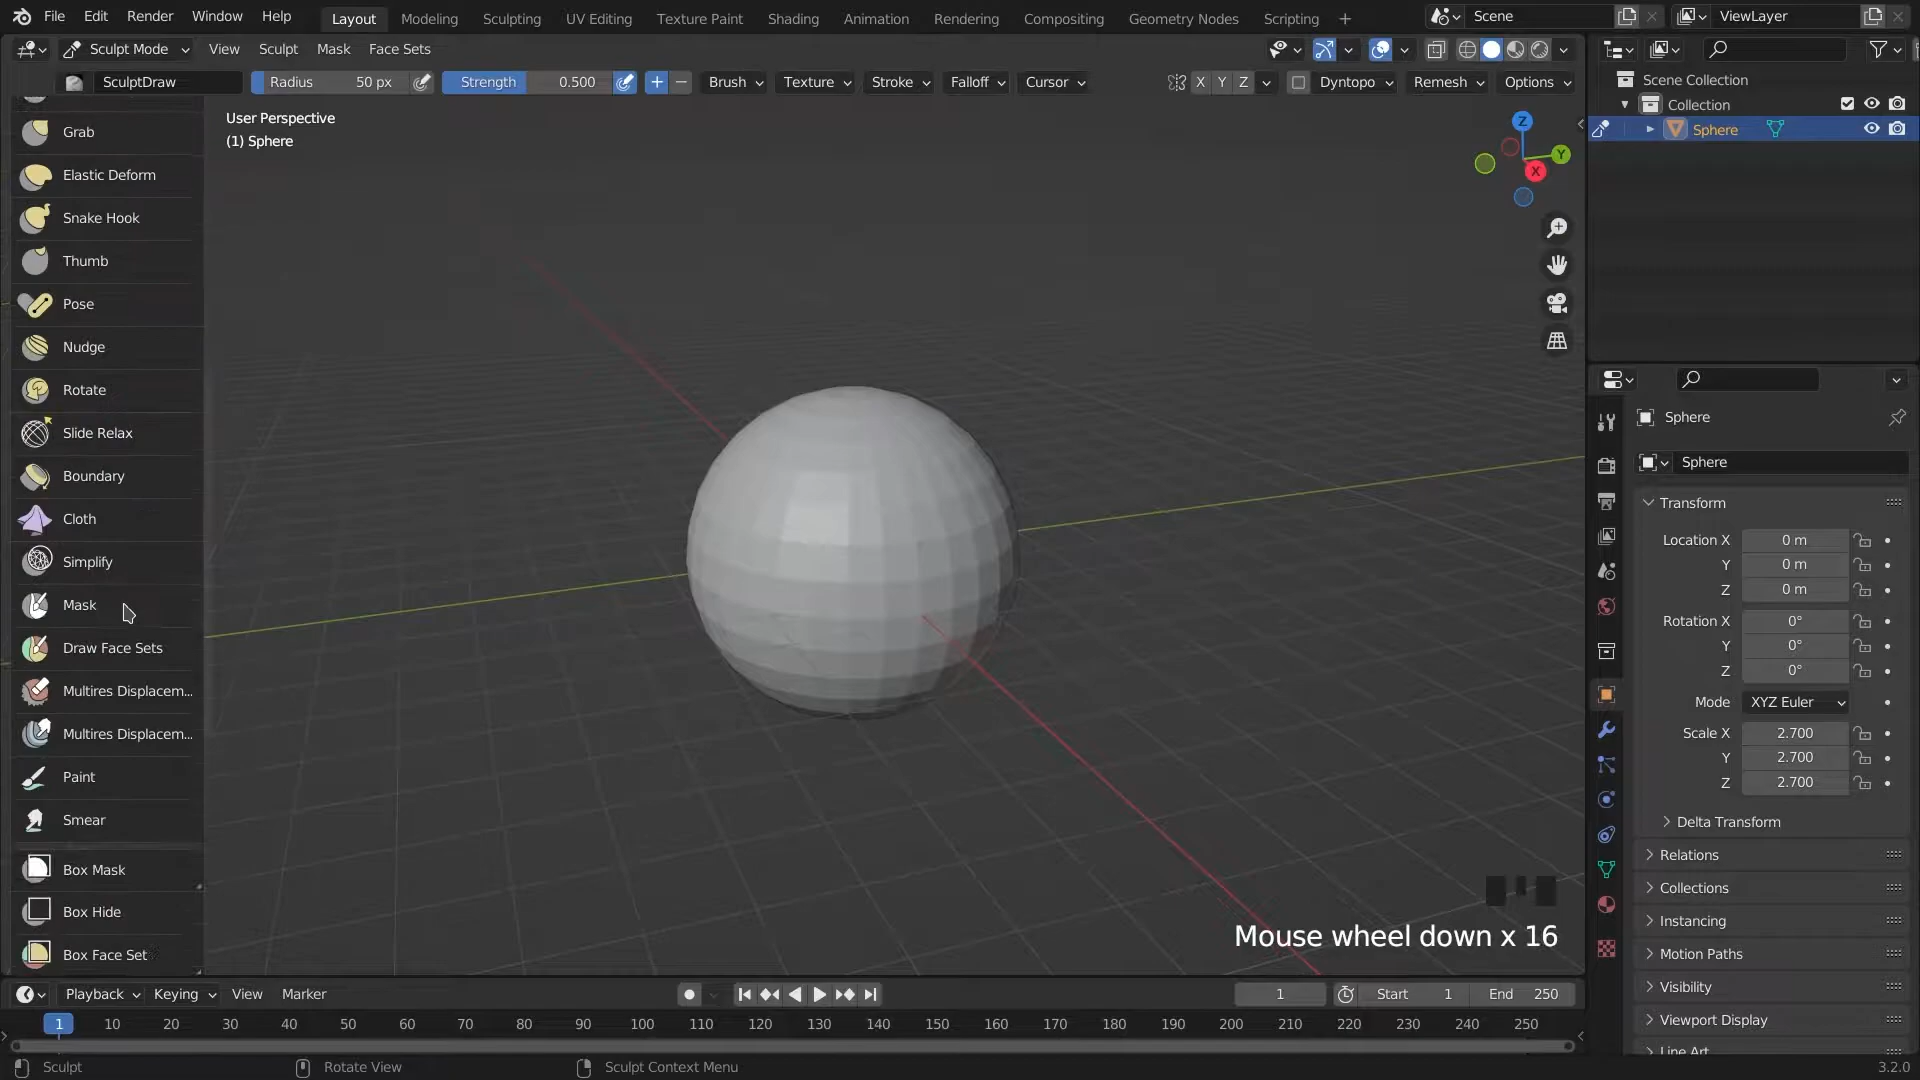 File Edit Render Window Help Layout Modeling Sculpting UV Editing Texture Paint Shading Animation Rendering Compositing Geometry Nodes Scripting + Scene ViewLayer
Sculpt Mode View Sculpt Mask Face Sets
SculptDraw Radius 50 px Strength 0.500 + − Brush Texture Stroke Falloff Cursor X Y Z Dyntopo Remesh Options
User Perspective
(1) Sphere
Z
Y
X
Grab
Elastic Deform
Snake Hook
Thumb
Pose
Nudge
Rotate
Slide Relax
Boundary
Cloth
Simplify
Mask
Draw Face Sets
Multires Displacem...
Multires Displacem...
Paint
Smear
Box Mask
Box Hide
Box Face Set
Mouse wheel down x 16
Scene Collection
Collection
Sphere
Sphere
Sphere
Transform
Location X 0 m
Y 0 m
Z 0 m
Rotation X 0°
Y 0°
Z 0°
Mode XYZ Euler
Scale X 2.700
Y 2.700
Z 2.700
Delta Transform
Relations
Collections
Instancing
Motion Paths
Visibility
Viewport Display
Line Art
Playback Keying View Marker 1 Start 1 End 250
1 10 20 30 40 50 60 70 80 90 100 110 120 130 140 150 160 170 180 190 200 210 220 230 240 250
Sculpt Rotate View Sculpt Context Menu 3.2.0